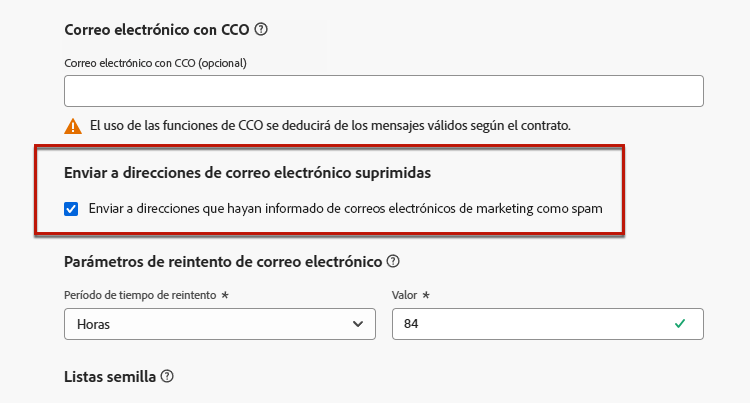 Correo electrónico con CCO
Correo electrónico con CCO (opcional)
El uso de las funciones de CCO se deducirá de los mensajes válidos según el contrato.
Enviar a direcciones de correo electrónico suprimidas
Enviar a direcciones que hayan informado de correos electrónicos de marketing como spam
Parámetros de reintento de correo electrónico
Período de tiempo de reintento * Valor *
Horas 84
Listas semilla